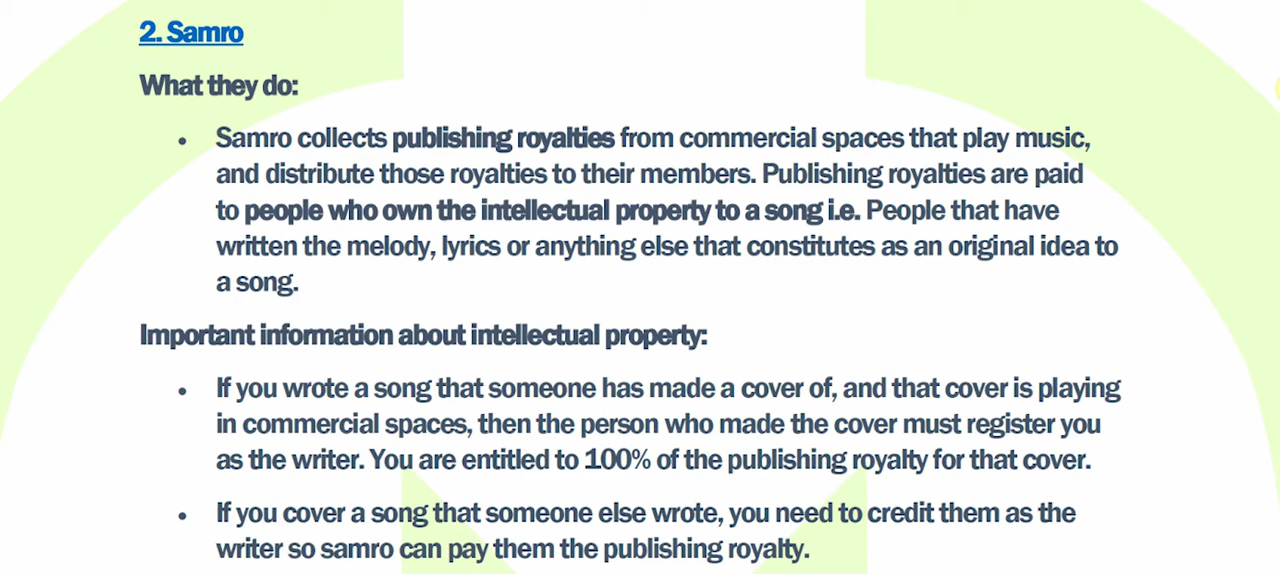 2. Samro
What they do:
• Samro collects publishing royalties from commercial spaces that play music,
and distribute those royalties to their members. Publishing royalties are paid
to people who own the intellectual property to a song i.e. People that have
written the melody, lyrics or anything else that constitutes as an original idea to
a song.
Important information about intellectual property:
• If you wrote a song that someone has made a cover of, and that cover is playing
in commercial spaces, then the person who made the cover must register you
as the writer. You are entitled to 100% of the publishing royalty for that cover.
• If you cover a song that someone else wrote, you need to credit them as the
writer so samro can pay them the publishing royalty.